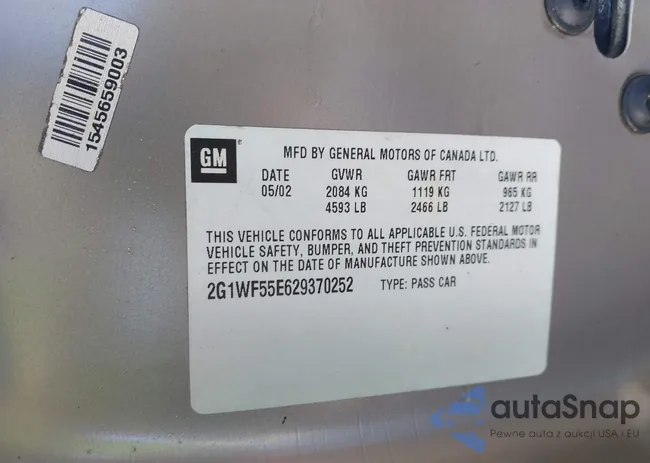 1545659003
GM
MFD BY GENERAL MOTORS OF CANADA LTD.
DATE GVWR GAWR FRT GAWR RR
05/02 2084 KG 1119 KG 965 KG
4593 LB 2466 LB 2127 LB
THIS VEHICLE CONFORMS TO ALL APPLICABLE U.S. FEDERAL MOTOR
VEHICLE SAFETY, BUMPER, AND THEFT PREVENTION STANDARDS IN
EFFECT ON THE DATE OF MANUFACTURE SHOWN ABOVE.
2G1WF55E629370252 TYPE: PASS CAR
autaSnap
Pewne auta z aukcji USA i EU